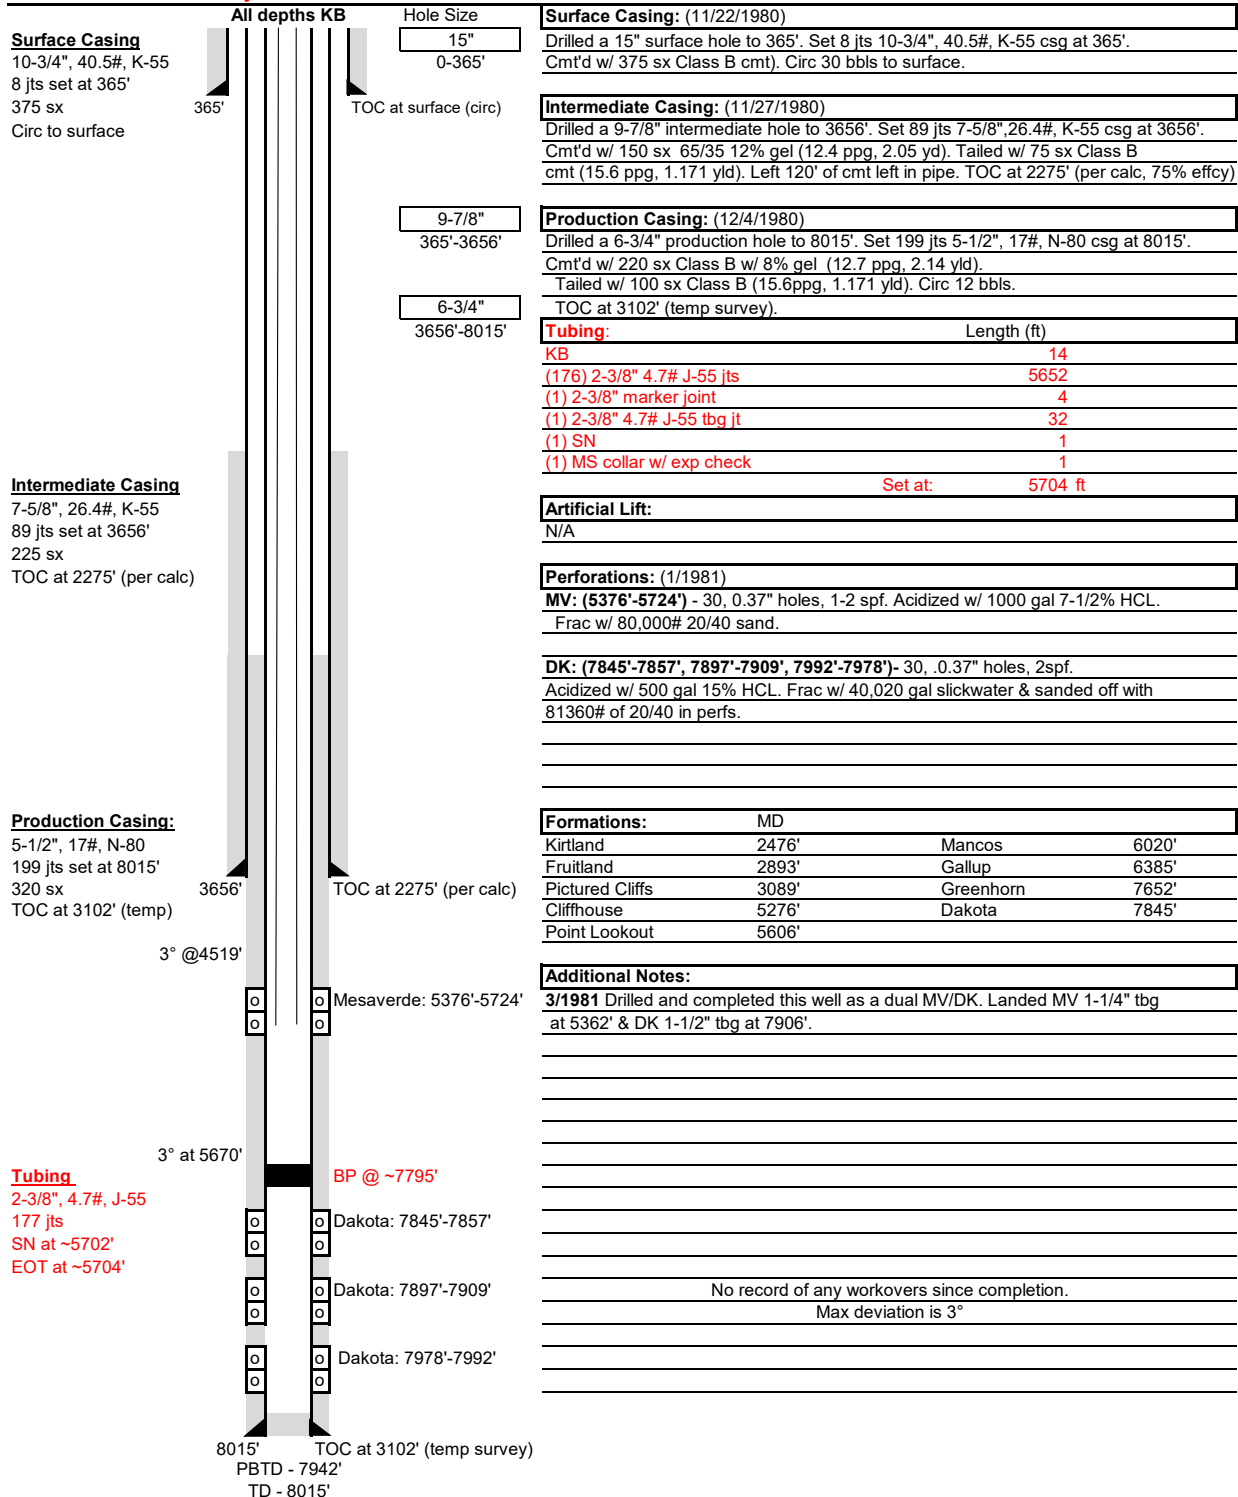 All depths KB
Hole Size
Surface Casing
10-3/4", 40.5#, K-55
8 jts set at 365'
375 sx
Circ to surface
365'
TOC at surface (circ)
15"
0-365'
9-7/8"
365'-3656'
6-3/4"
3656'-8015'
Intermediate Casing
7-5/8", 26.4#, K-55
89 jts set at 3656'
225 sx
TOC at 2275' (per calc)
Production Casing:
5-1/2", 17#, N-80
199 jts set at 8015'
320 sx
TOC at 3102' (temp)
3656'
TOC at 2275' (per calc)
3° @4519'
o o Mesaverde: 5376'-5724'
o o
3° at 5670'
Tubing
2-3/8", 4.7#, J-55
177 jts
SN at ~5702'
EOT at ~5704'
BP @ ~7795'
o o Dakota: 7845'-7857'
o o
o o Dakota: 7897'-7909'
o o
o o Dakota: 7978'-7992'
o o
8015'
TOC at 3102' (temp survey)
PBTD - 7942'
TD - 8015'
Surface Casing: (11/22/1980)
Drilled a 15" surface hole to 365'. Set 8 jts 10-3/4", 40.5#, K-55 csg at 365'.
Cmt'd w/ 375 sx Class B cmt). Circ 30 bbls to surface.
Intermediate Casing: (11/27/1980)
Drilled a 9-7/8" intermediate hole to 3656'. Set 89 jts 7-5/8",26.4#, K-55 csg at 3656'.
Cmt'd w/ 150 sx 65/35 12% gel (12.4 ppg, 2.05 yd). Tailed w/ 75 sx Class B
cmt (15.6 ppg, 1.171 yld). Left 120' of cmt left in pipe. TOC at 2275' (per calc, 75% effcy)
Production Casing: (12/4/1980)
Drilled a 6-3/4" production hole to 8015'. Set 199 jts 5-1/2", 17#, N-80 csg at 8015'.
Cmt'd w/ 220 sx Class B w/ 8% gel (12.7 ppg, 2.14 yld).
Tailed w/ 100 sx Class B (15.6ppg, 1.171 yld). Circ 12 bbls.
TOC at 3102' (temp survey).
Tubing: Length (ft)
KB 14
(176) 2-3/8" 4.7# J-55 jts 5652
(1) 2-3/8" marker joint 4
(1) 2-3/8" 4.7# J-55 tbg jt 32
(1) SN 1
(1) MS collar w/ exp check 1
Set at: 5704 ft
Artificial Lift:
N/A
Perforations: (1/1981)
MV: (5376'-5724') - 30, 0.37" holes, 1-2 spf. Acidized w/ 1000 gal 7-1/2% HCL.
Frac w/ 80,000# 20/40 sand.
DK: (7845'-7857', 7897'-7909', 7992'-7978')- 30, .0.37" holes, 2spf.
Acidized w/ 500 gal 15% HCL. Frac w/ 40,020 gal slickwater & sanded off with
81360# of 20/40 in perfs.
Formations: MD
Kirtland 2476' Mancos 6020'
Fruitland 2893' Gallup 6385'
Pictured Cliffs 3089' Greenhorn 7652'
Cliffhouse 5276' Dakota 7845'
Point Lookout 5606'
Additional Notes:
3/1981 Drilled and completed this well as a dual MV/DK. Landed MV 1-1/4" tbg
at 5362' & DK 1-1/2" tbg at 7906'.
No record of any workovers since completion.
Max deviation is 3°